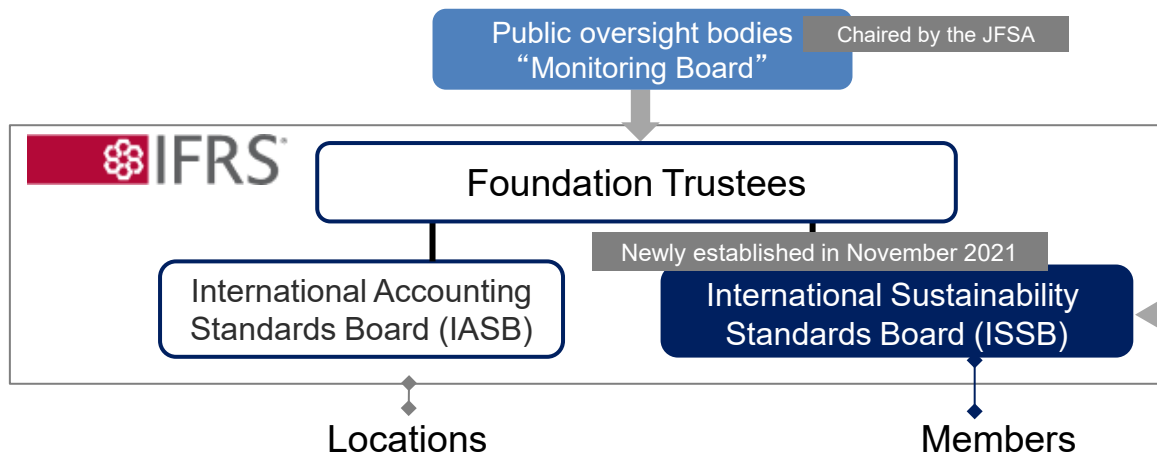 Public oversight bodies
“Monitoring Board”
Chaired by the JFSA
IFRS
Foundation Trustees
Newly established in November 2021
International Accounting
Standards Board (IASB)
International Sustainability
Standards Board (ISSB)
Locations
Members